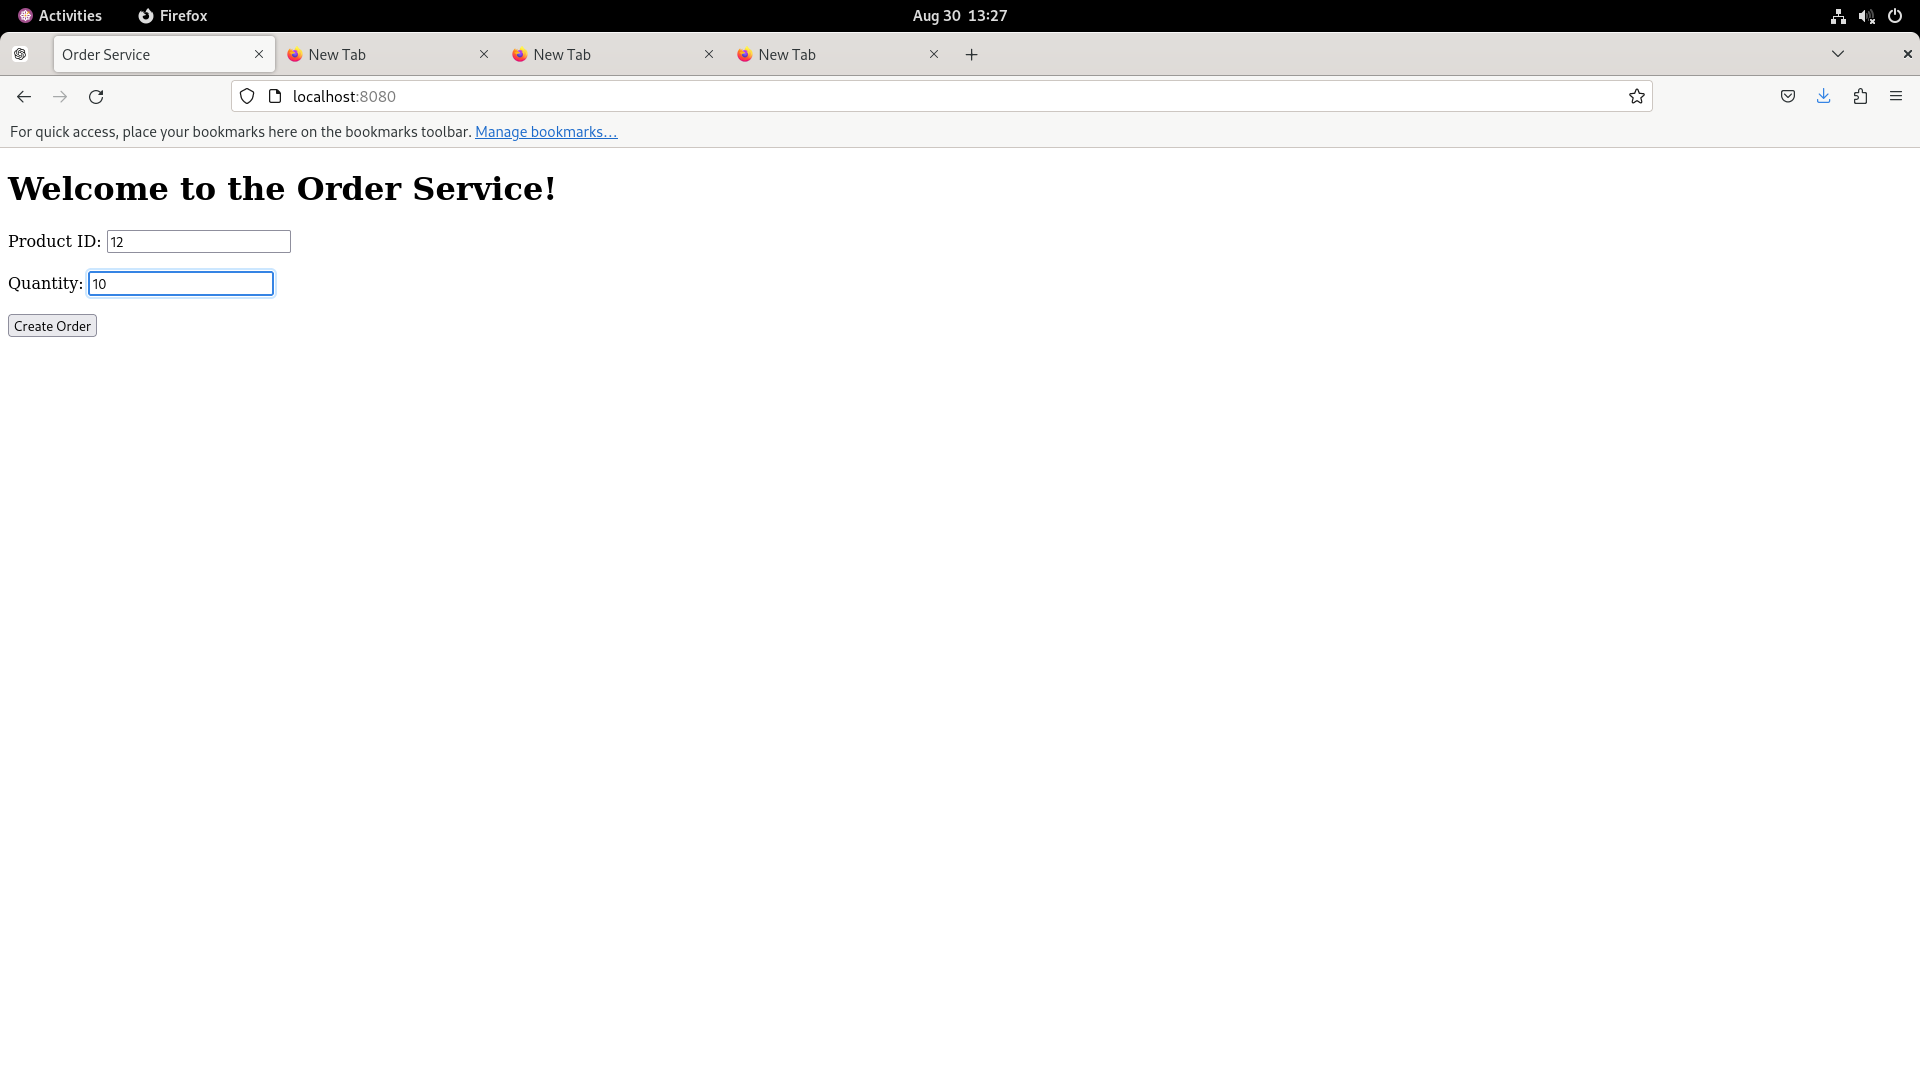 Activities Firefox Aug 30 13:27
Order Service New Tab New Tab New Tab
localhost:8080
For quick access, place your bookmarks here on the bookmarks toolbar. Manage bookmarks...
Welcome to the Order Service!
Product ID: 12
Quantity: 10
Create Order